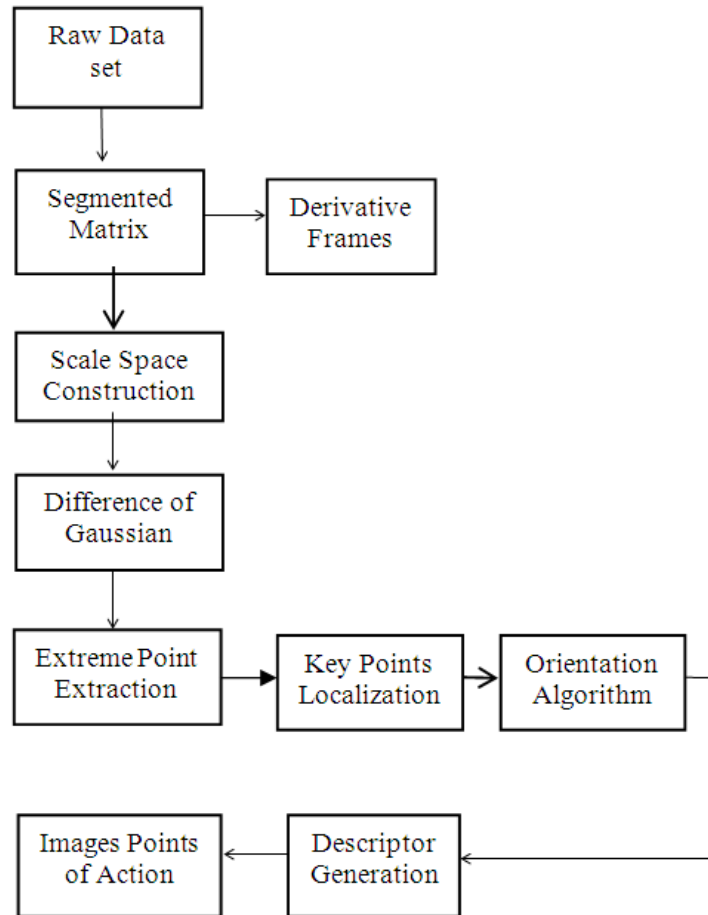 Raw Data
set
Segmented
Matrix
Derivative
Frames
Scale Space
Construction
Difference of
Gaussian
Extreme Point
Extraction
Key Points
Localization
Orientation
Algorithm
Images Points
of Action
Descriptor
Generation